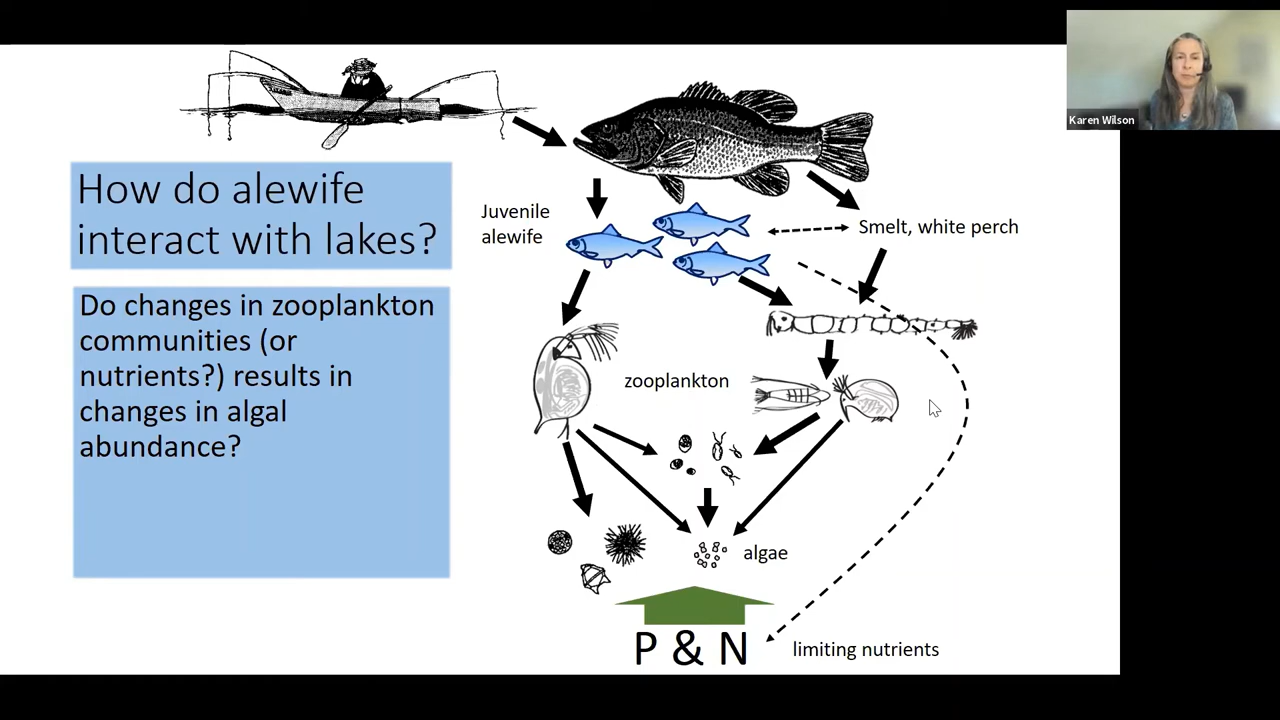 Karen Wilson
How do alewife
interact with lakes?
Do changes in zooplankton
communities (or
nutrients?) results in
changes in algal
abundance?
Juvenile
alewife
Smelt, white perch
zooplankton
algae
P & N
limiting nutrients